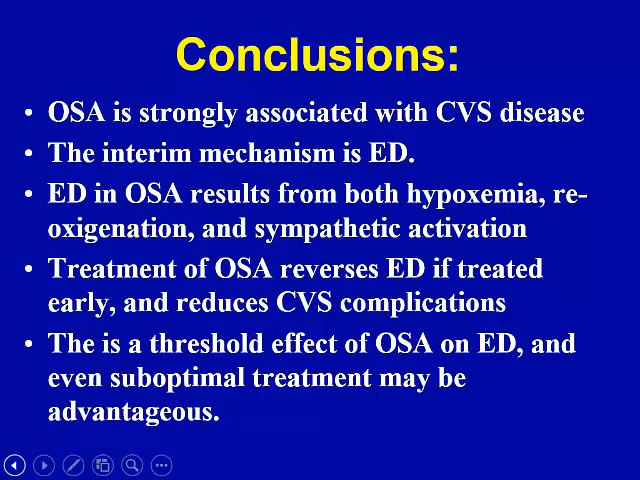 Conclusions:
• OSA is strongly associated with CVS disease
• The interim mechanism is ED.
• ED in OSA results from both hypoxemia, re-
oxigenation, and sympathetic activation
• Treatment of OSA reverses ED if treated
early, and reduces CVS complications
• The is a threshold effect of OSA on ED, and
even suboptimal treatment may be
advantageous.